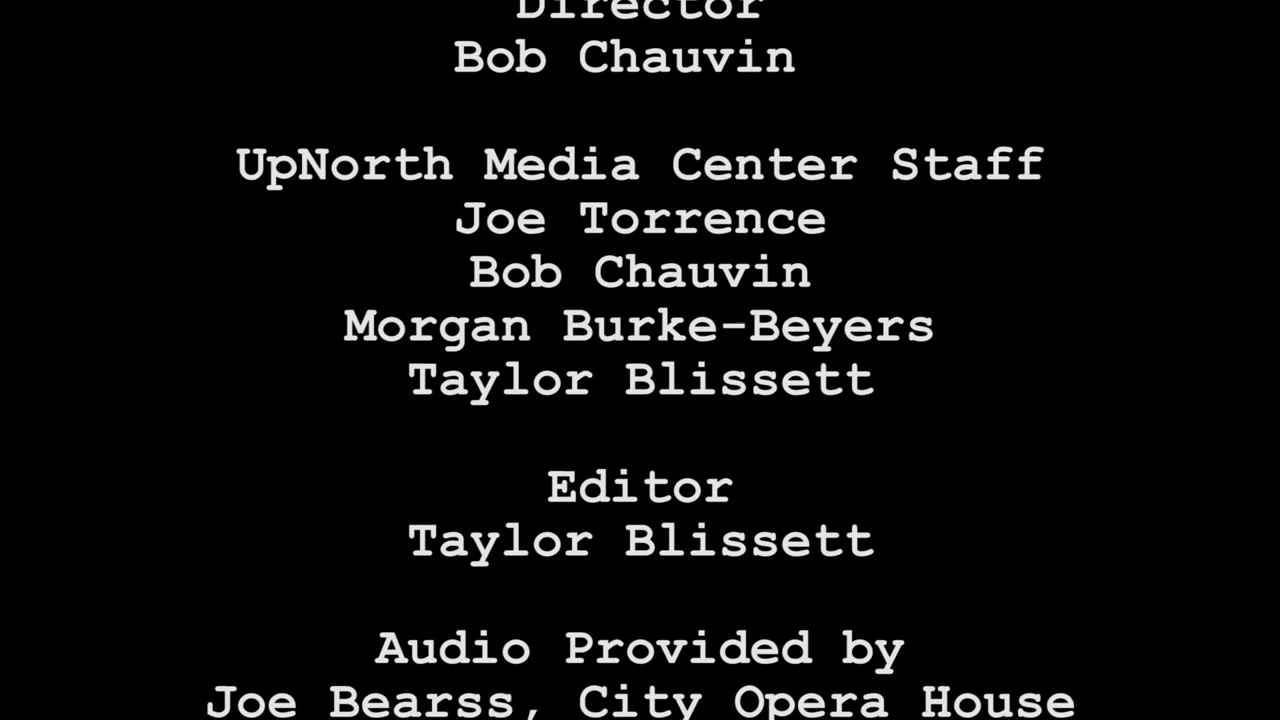 Director
Bob Chauvin
UpNorth Media Center Staff
Joe Torrence
Bob Chauvin
Morgan Burke-Beyers
Taylor Blissett
Editor
Taylor Blissett
Audio Provided by
Joe Bearss, City Opera House